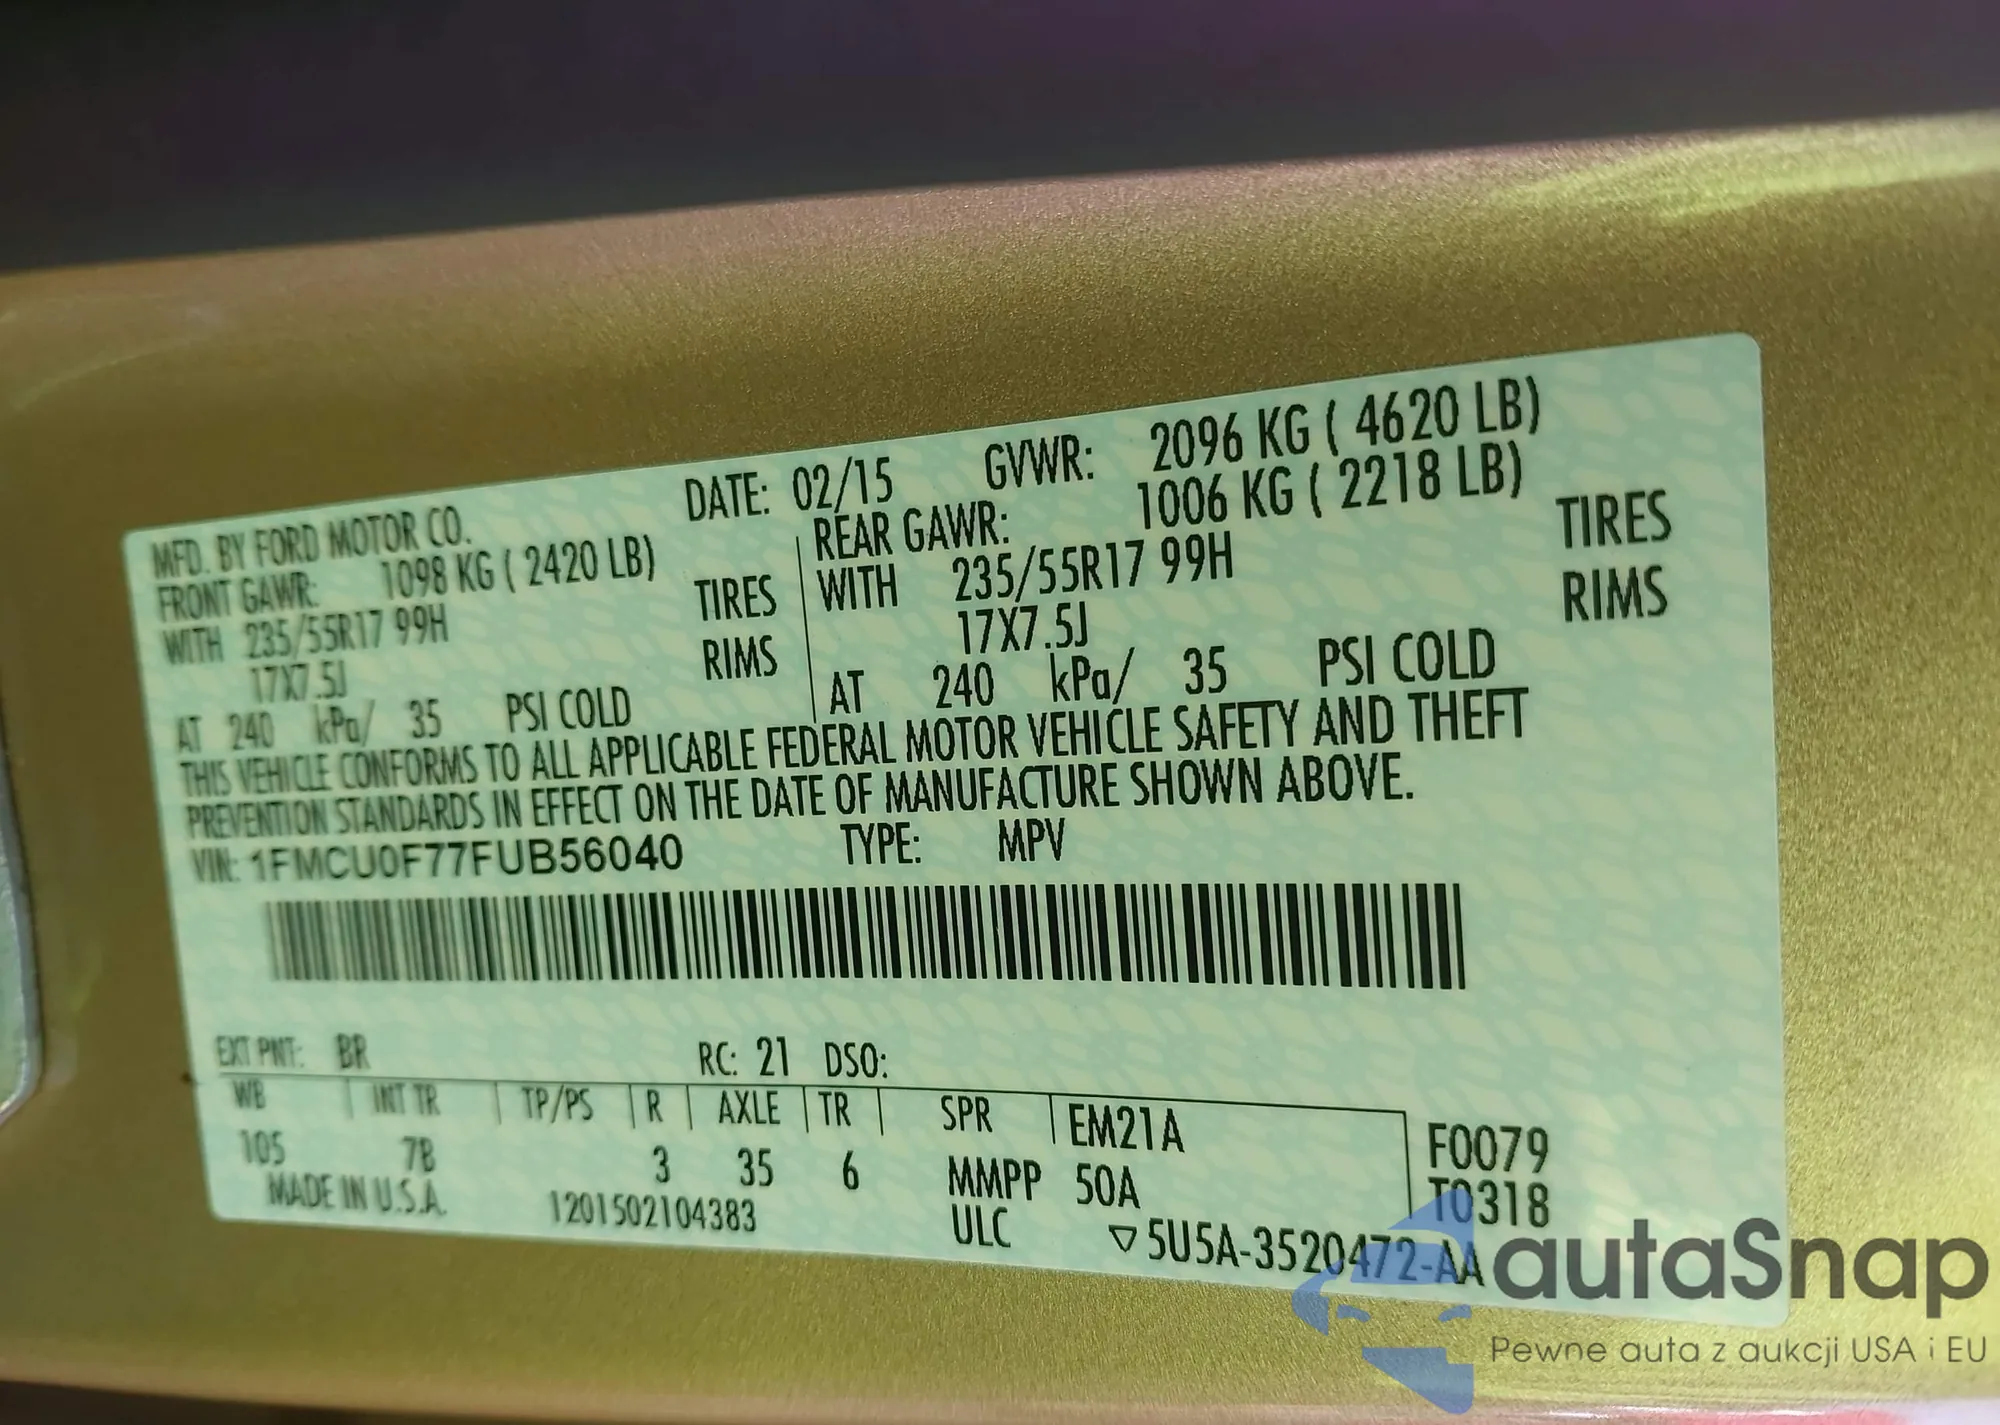 MFD. BY FORD MOTOR CO. DATE: 02/15 GVWR: 2096 KG ( 4620 LB)
FRONT GAWR: 1098 KG ( 2420 LB) REAR GAWR: 1006 KG ( 2218 LB)
WITH 235/55R17 99H TIRES WITH 235/55R17 99H TIRES
17X7.5J RIMS 17X7.5J RIMS
AT 240 kPa/ 35 PSI COLD AT 240 kPa/ 35 PSI COLD
THIS VEHICLE CONFORMS TO ALL APPLICABLE FEDERAL MOTOR VEHICLE SAFETY AND THEFT
PREVENTION STANDARDS IN EFFECT ON THE DATE OF MANUFACTURE SHOWN ABOVE.
VIN: 1FMCU0F77FUB56040 TYPE: MPV
EXT PNT: BR RC: 21 DSO:
WB INT TR TP/PS R AXLE TR SPR EM21A F0079
105 7B 3 35 6 MMPP 50A T0318
MADE IN U.S.A. 1201502104383 ULC ▽5U5A-3520472-AA
autaSnap
Pewne auta z aukcji USA i EU